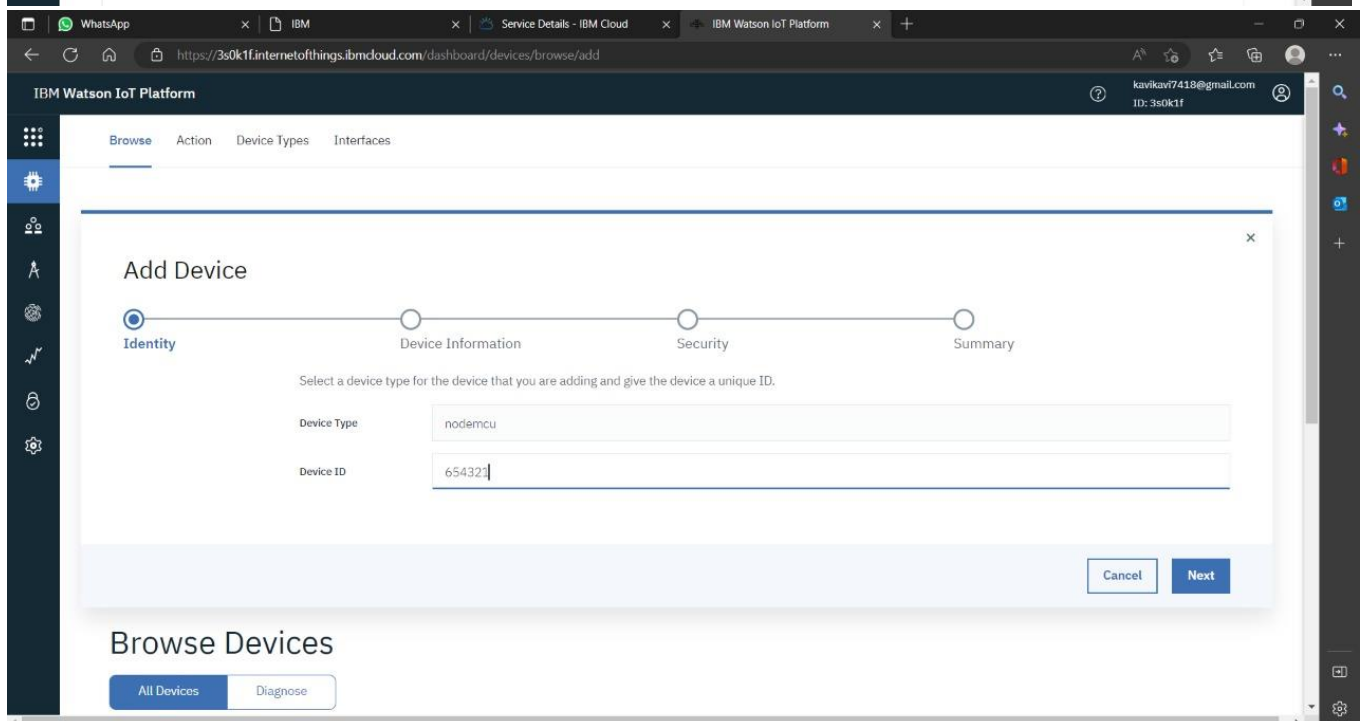 WhatsApp
IBM
Service Details - IBM Cloud
IBM Watson IoT Platform
https://3s0k1f.internetofthings.ibmcloud.com/dashboard/devices/browse/add
IBM Watson IoT Platform
kavikavi7418@gmail.com
ID: 3s0k1f
Browse Action Device Types Interfaces
Add Device
Identity Device Information Security Summary
Select a device type for the device that you are adding and give the device a unique ID.
Device Type nodemcu
Device ID 654321
Cancel Next
Browse Devices
All Devices Diagnose